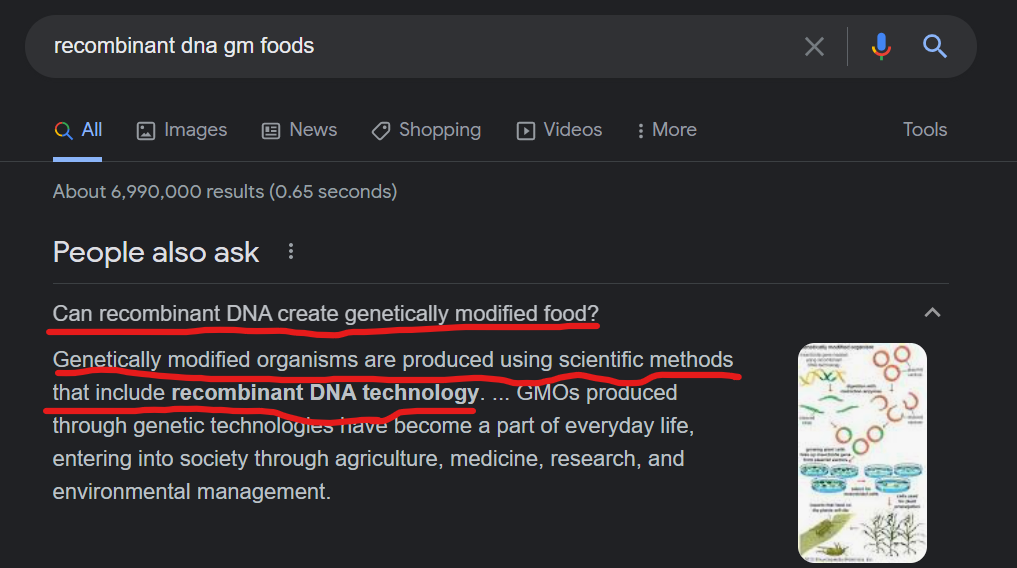 recombinant dna gm foods
All Images News Shopping Videos More Tools
About 6,990,000 results (0.65 seconds)
People also ask
Can recombinant DNA create genetically modified food?
Genetically modified organisms are produced using scientific methods
that include recombinant DNA technology. ... GMOs produced
through genetic technologies have become a part of everyday life,
entering into society through agriculture, medicine, research, and
environmental management.